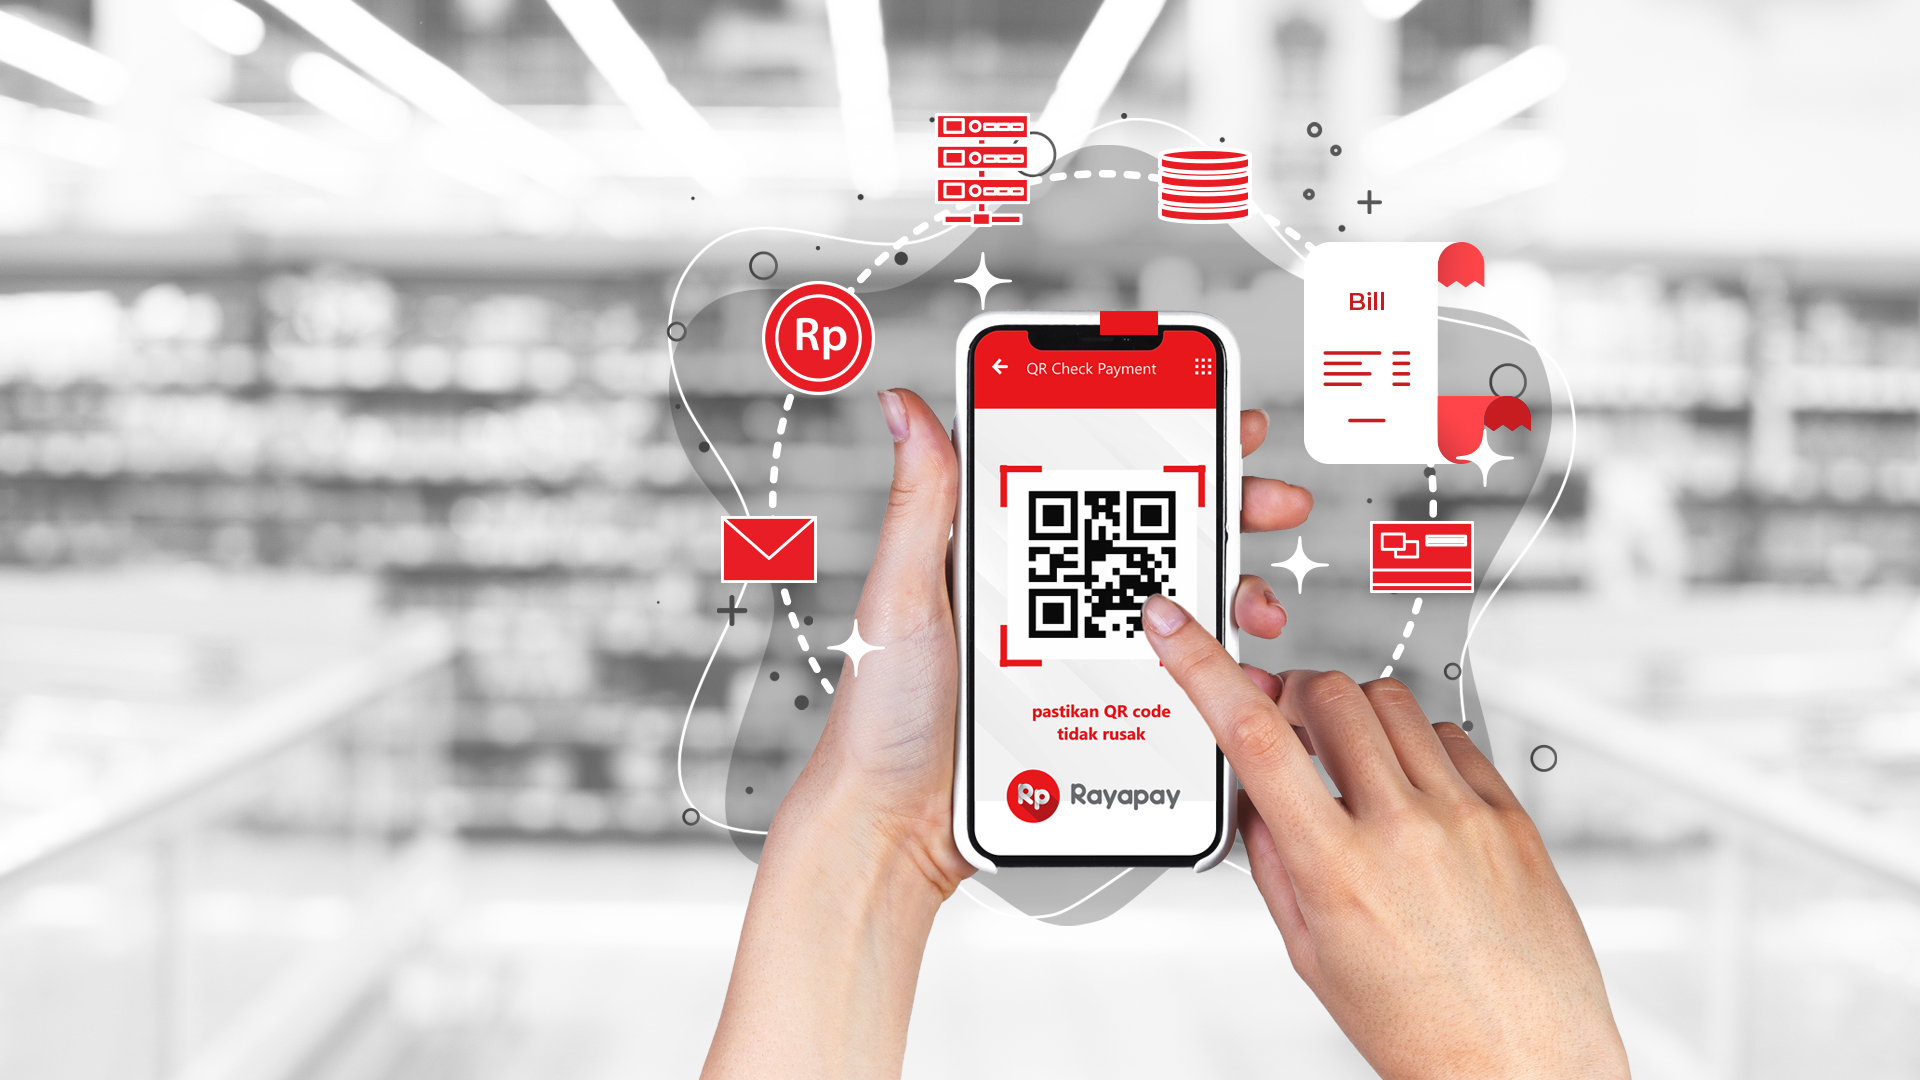 Rp
Bill
QR Check Payment
pastikan QR code
tidak rusak
Rp Rayapay